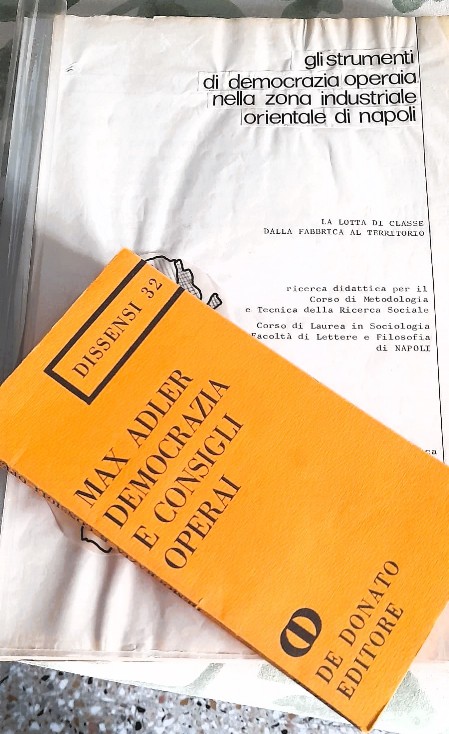 gli strumenti
di democrazia operaia
nella zona industriale
orientale di napoli
LA LOTTA DI CLASSE
DALLA FABBRICA AL TERRITORIO
ricerca didattica per il
Corso di Metodologia
e Tecnica della Ricerca Sociale
Corso di Laurea in Sociologia
Facoltà di Lettere e Filosofia
di NAPOLI
DISSENSI 32
MAX ADLER
DEMOCRAZIA
E CONSIGLI
OPERAI
DE DONATO
EDITORE